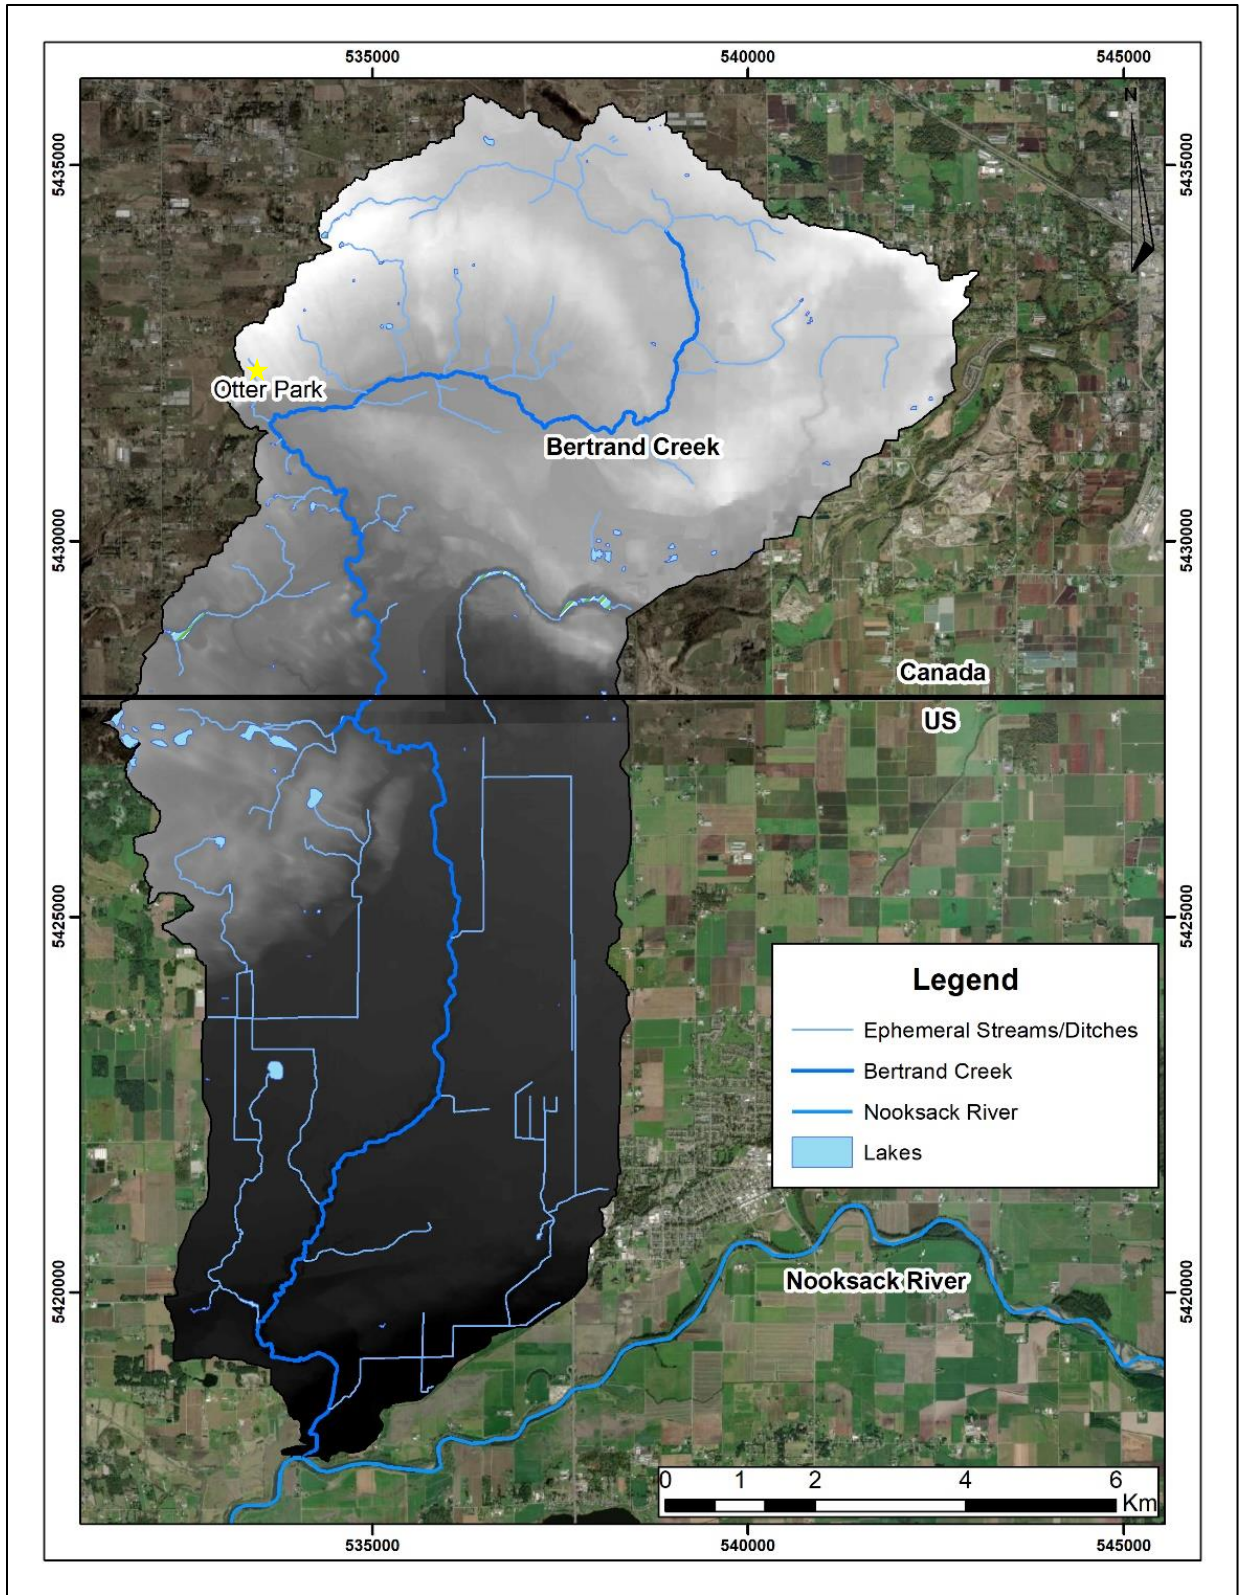 535000
540000
545000
N
5435000
5435000
Otter Park
Bertrand Creek
5430000
5430000
Canada
US
5425000
5425000
Legend
Ephemeral Streams/Ditches
Bertrand Creek
Nooksack River
Lakes
Nooksack River
5420000
5420000
0 1 2 4 6
Km
535000
540000
545000